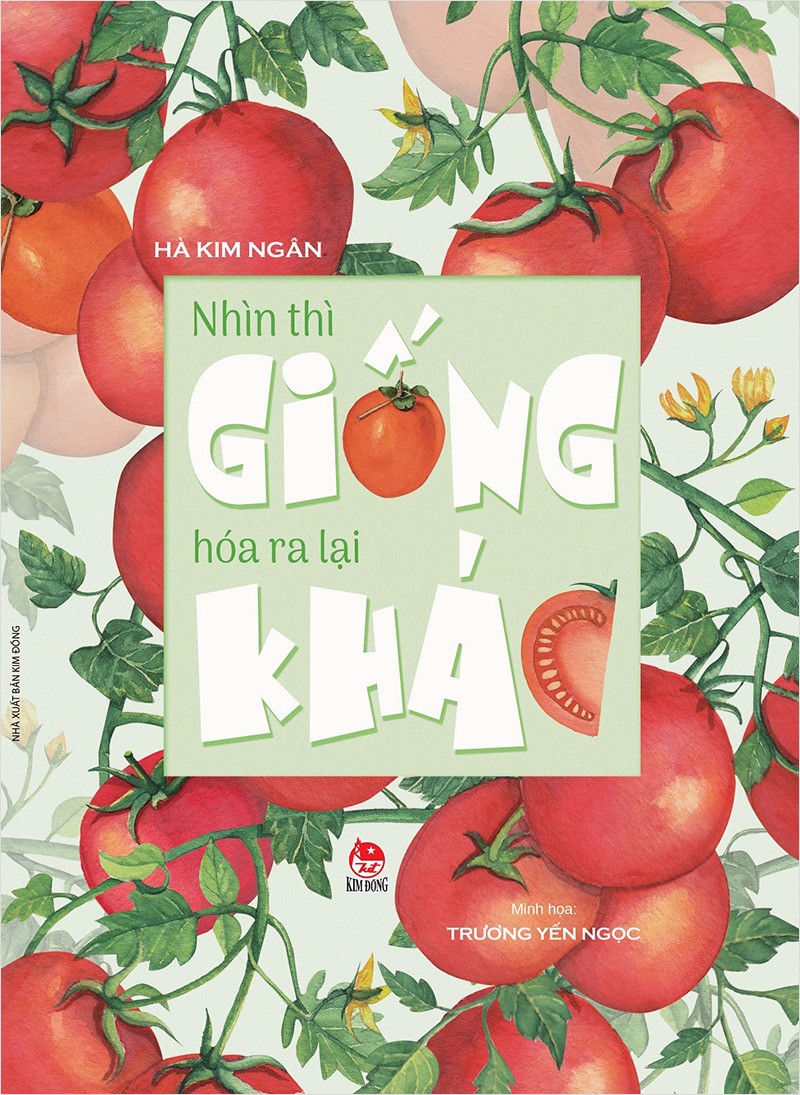 HÀ KIM NGÂN
Nhìn thì
GIỐNG
hóa ra lại
KHÁC
NHÀ XUẤT BẢN KIM ĐỒNG
KIM ĐỒNG
Minh họa:
TRƯƠNG YẾN NGỌC